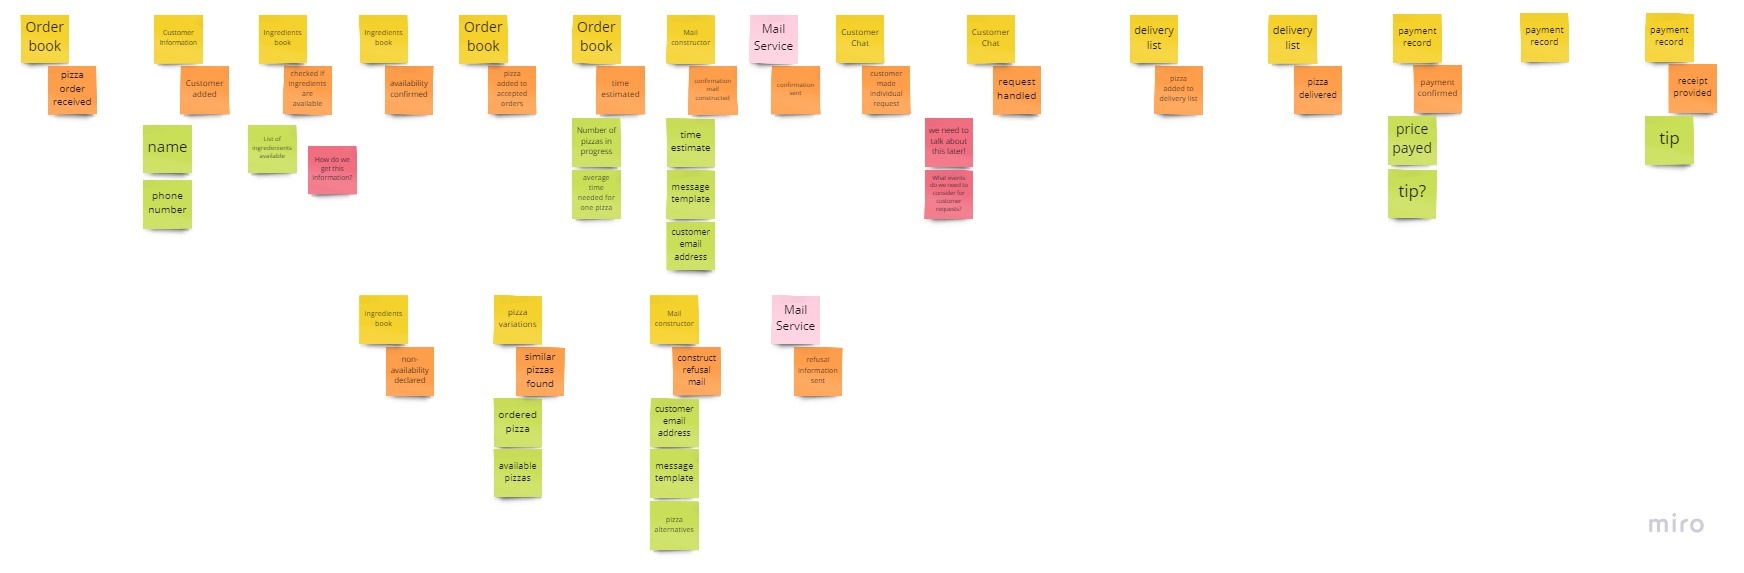 Order
book
pizza
order
received
Customer
Information
Customer
added
Ingredients
book
checked if
ingredients
are
available
Ingredients
book
availability
confirmed
Order
book
pizza
added to
accepted
orders
Order
book
time
estimated
Mail
constructor
confirmation
mail
constructed
Mail
Service
confirmation
sent
Customer
Chat
customer
made
individual
request
Customer
Chat
request
handled
delivery
list
pizza
added to
delivery list
delivery
list
pizza
delivered
payment
record
payment
confirmed
payment
record
payment
record
receipt
provided
name
phone
number
List of
ingredenients
available
How do we
get this
information?
Number of
pizzas in
progress
average
time
needed for
one pizza
time
estimate
message
template
customer
email
address
we need to
talk about
this later!
What events
do we need to
consider for
customer
requests?
price
payed
tip?
tip
Ingredients
book
non-
availability
declared
pizza
variations
similar
pizzas
found
ordered
pizza
available
pizzas
Mail
constructor
construct
refusal
mail
customer
email
address
message
template
pizza
alternatives
Mail
Service
refusal
information
sent
miro